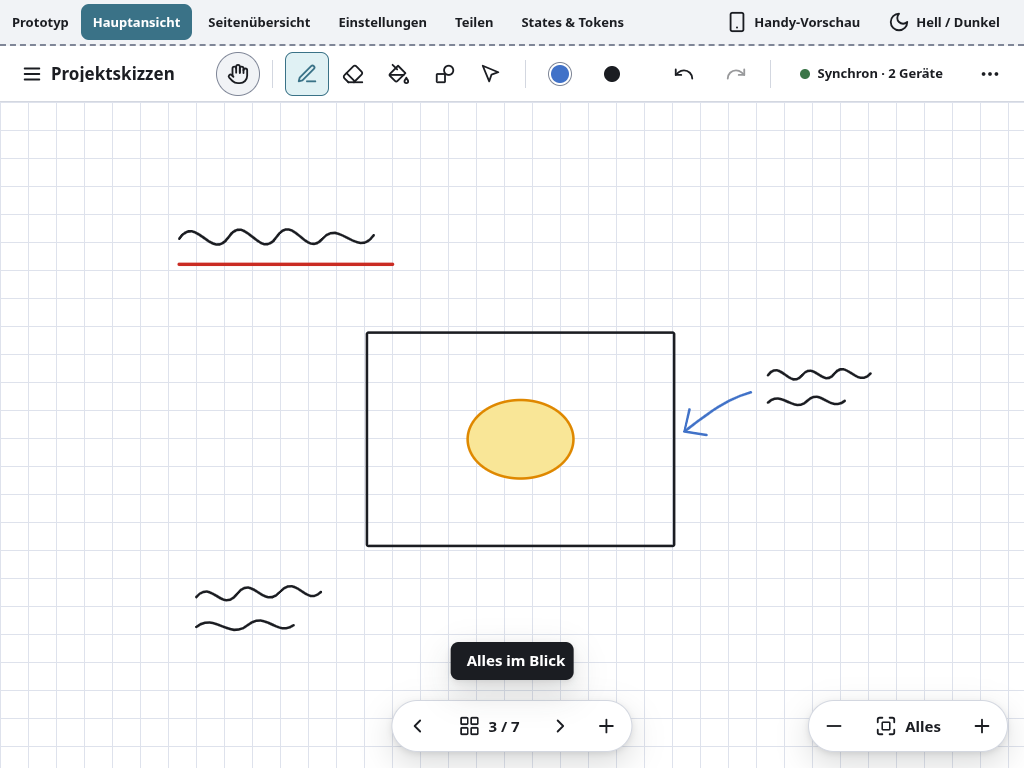 Prototyp Hauptansicht Seitenübersicht Einstellungen Teilen States & Tokens Handy-Vorschau Hell / Dunkel
Projektskizzen Synchron · 2 Geräte
Alles im Blick
3 / 7 Alles